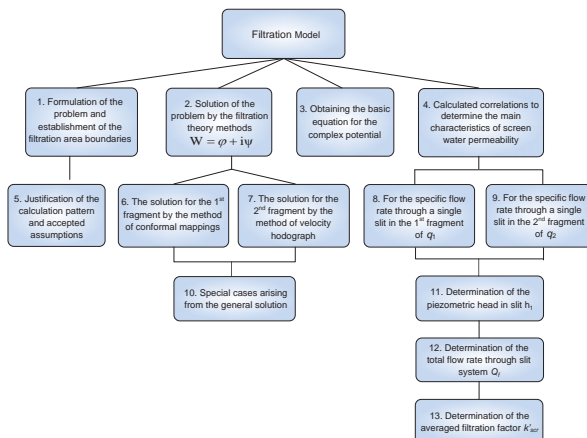 Filtration Model
1. Formulation of the
problem and
establishment of the
filtration area boundaries
2. Solution of the
problem by the filtration
theory methods
W = φ + iψ
3. Obtaining the basic
equation for the
complex potential
4. Calculated correlations to
determine the main
characteristics of screen
water permeability
5. Justification of the
calculation pattern and
accepted assumptions
6. The solution for the 1st
fragment by the method
of conformal mappings
7. The solution for the
2nd fragment by the
method of velocity
hodograph
8. For the specific flow
rate through a single
slit in the 1st fragment
of q1
9. For the specific flow
rate through a single
slit in the 2nd fragment
of q2
10. Special cases arising
from the general solution
11. Determination of the
piezometric head in slit h1
12. Determination of the
total flow rate through slit
system Qf
13. Determination of the
averaged filtration factor k'scr